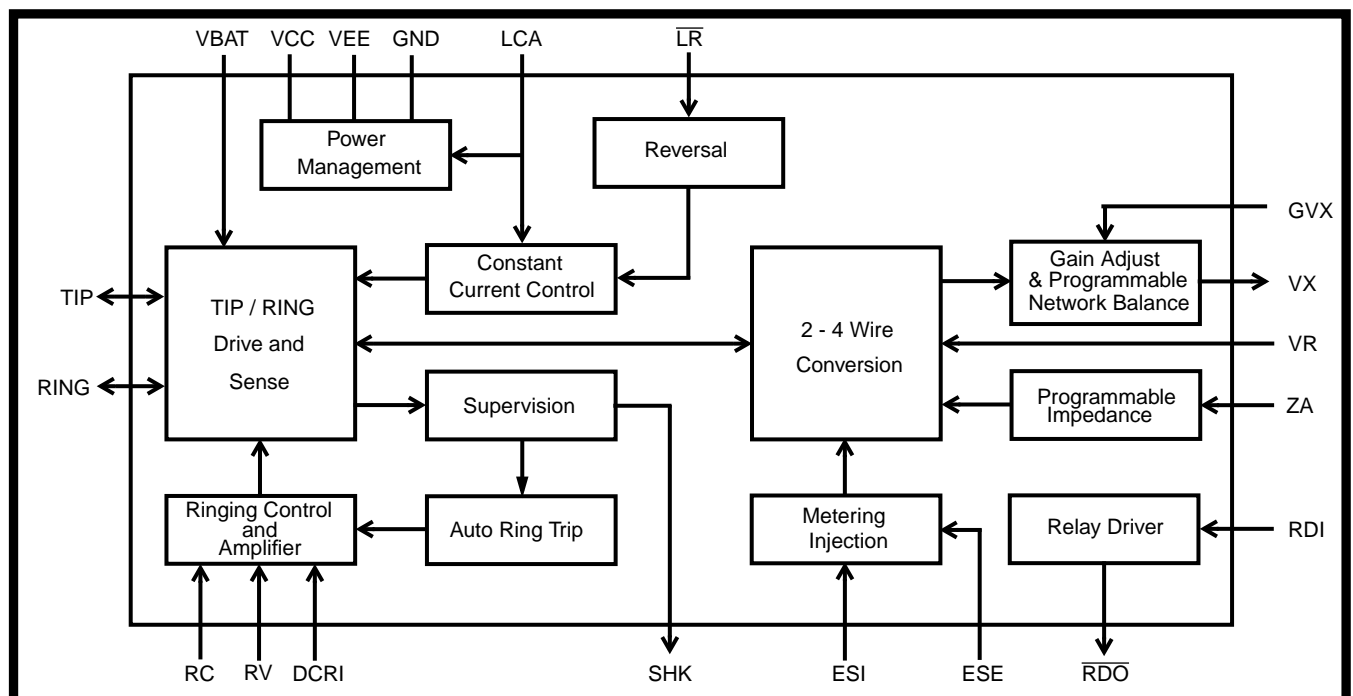 VBAT VCC VEE GND LCA L̅R̅
Power
Management
Reversal
GVX
Constant
Current Control
Gain Adjust
& Programmable
Network Balance
TIP
VX
TIP / RING
Drive and
Sense
2 - 4 Wire
Conversion
VR
RING
Supervision
Programmable
Impedance
ZA
Ringing Control
and
Amplifier
Auto Ring Trip
Metering
Injection
Relay Driver
RDI
RC RV DCRI SHK ESI ESE R̅D̅O̅